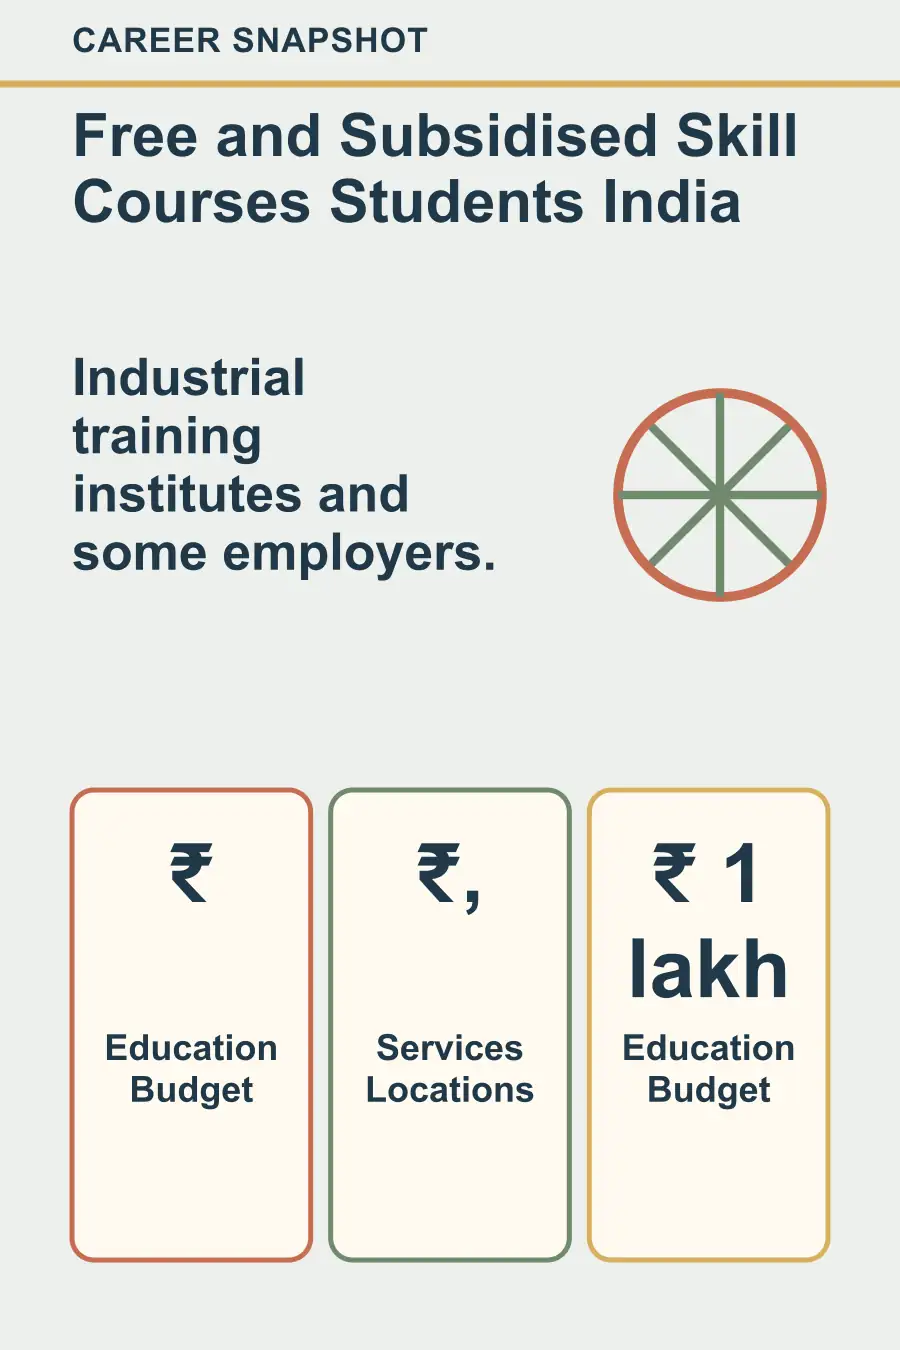 CAREER SNAPSHOT
Free and Subsidised Skill
Courses Students India
Industrial
training
institutes and
some employers.
₹
Education
Budget
₹,
Services
Locations
₹ 1
lakh
Education
Budget